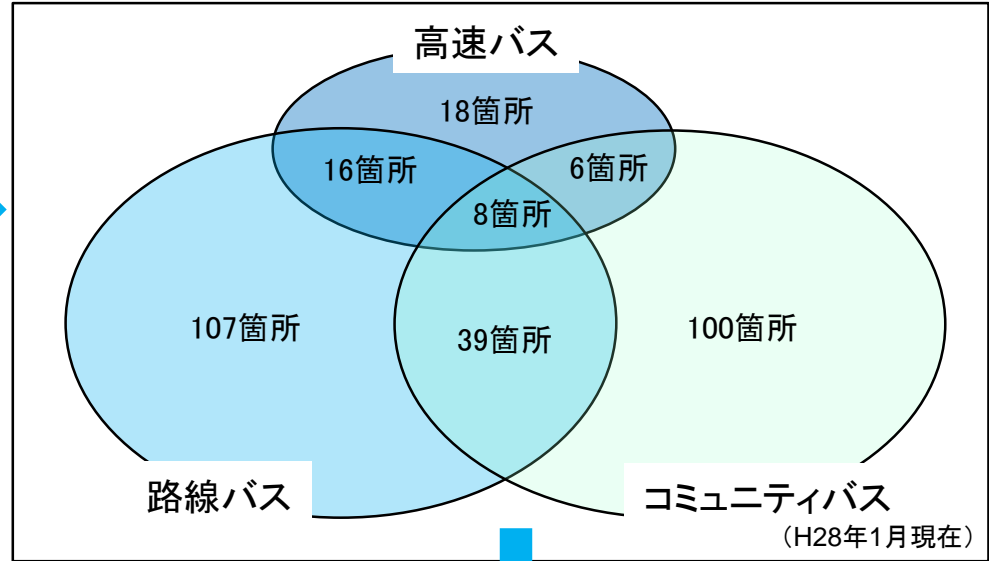 高速バス
18箇所
16箇所
6箇所
8箇所
107箇所
39箇所
100箇所
路線バス
コミュニティバス
（H28年1月現在）